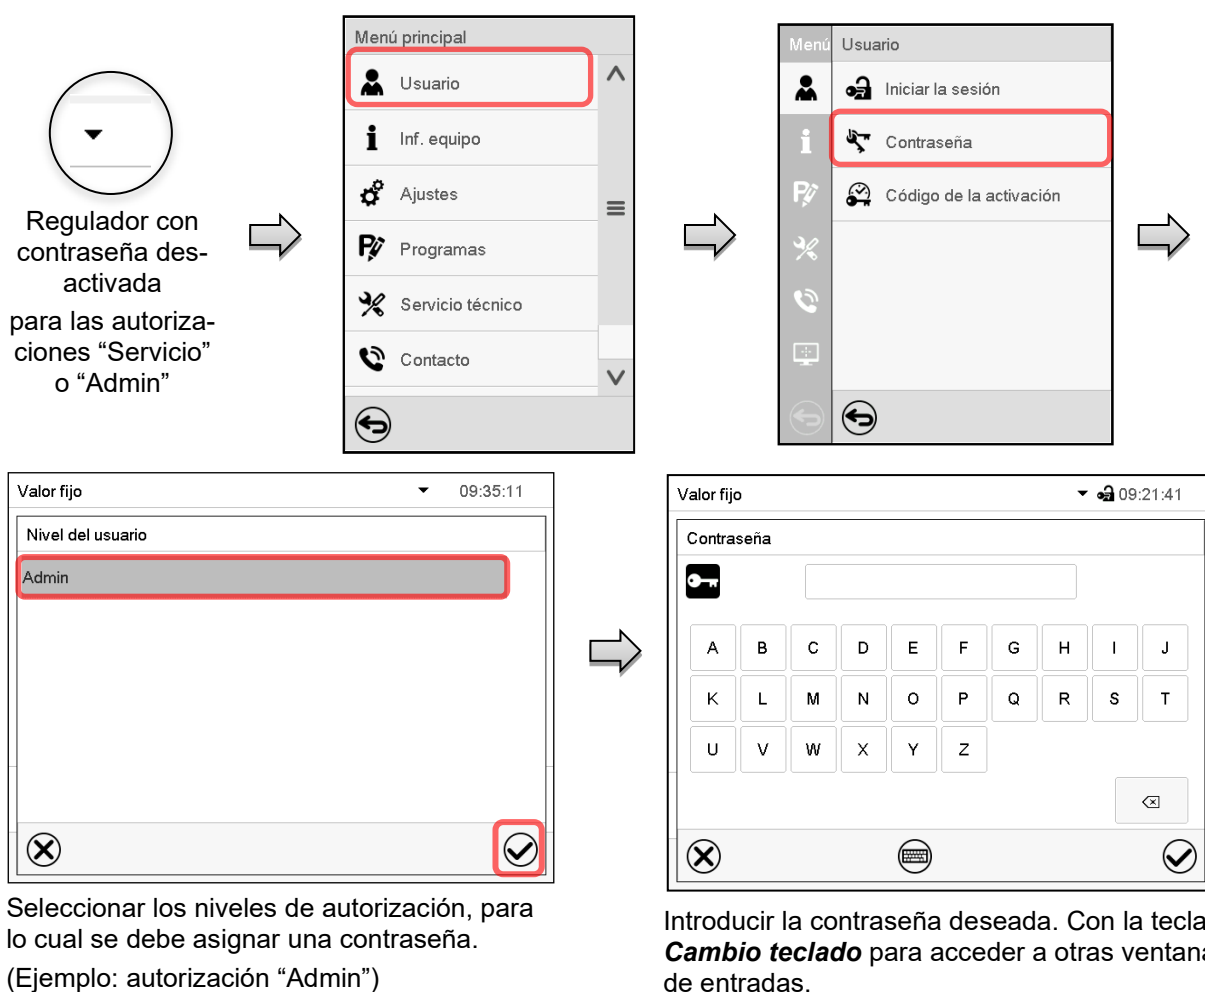 Regulador con
contraseña des-
activada
para las autoriza-
ciones “Servicio”
o “Admin”
Menú principal
Usuario
Inf. equipo
Ajustes
Programas
Servicio técnico
Contacto
Menú Usuario
Iniciar la sesión
Contraseña
Código de la activación
Valor fijo 09:35:11
Nivel del usuario
Admin
Seleccionar los niveles de autorización, para
lo cual se debe asignar una contraseña.
(Ejemplo: autorización “Admin”)
Valor fijo 09:21:41
Contraseña
A B C D E F G H I J
K L M N O P Q R S T
U V W X Y Z
Introducir la contraseña deseada. Con la tecla
Cambio teclado para acceder a otras ventana
de entradas.